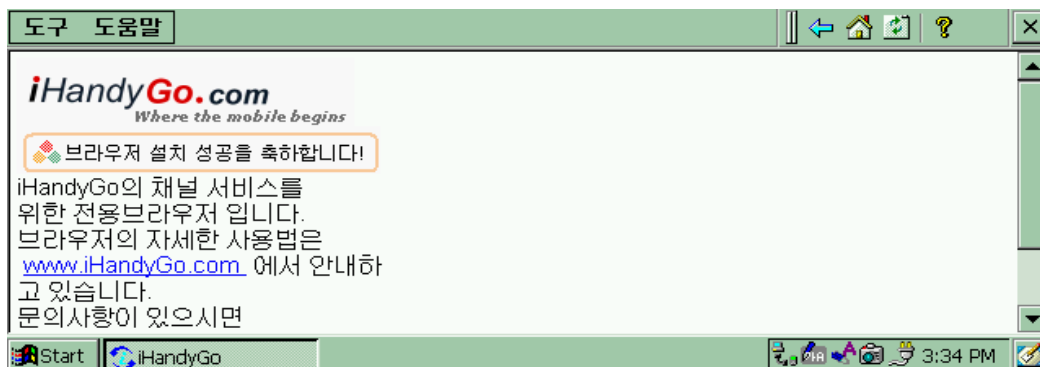 도구 도움말
iHandyGo.com
Where the mobile begins
브라우저 설치 성공을 축하합니다!
iHandyGo의 채널 서비스를
위한 전용브라우저 입니다.
브라우저의 자세한 사용법은
www.iHandyGo.com 에서 안내하
고 있습니다.
문의사항이 있으시면
Start iHandyGo 3:34 PM